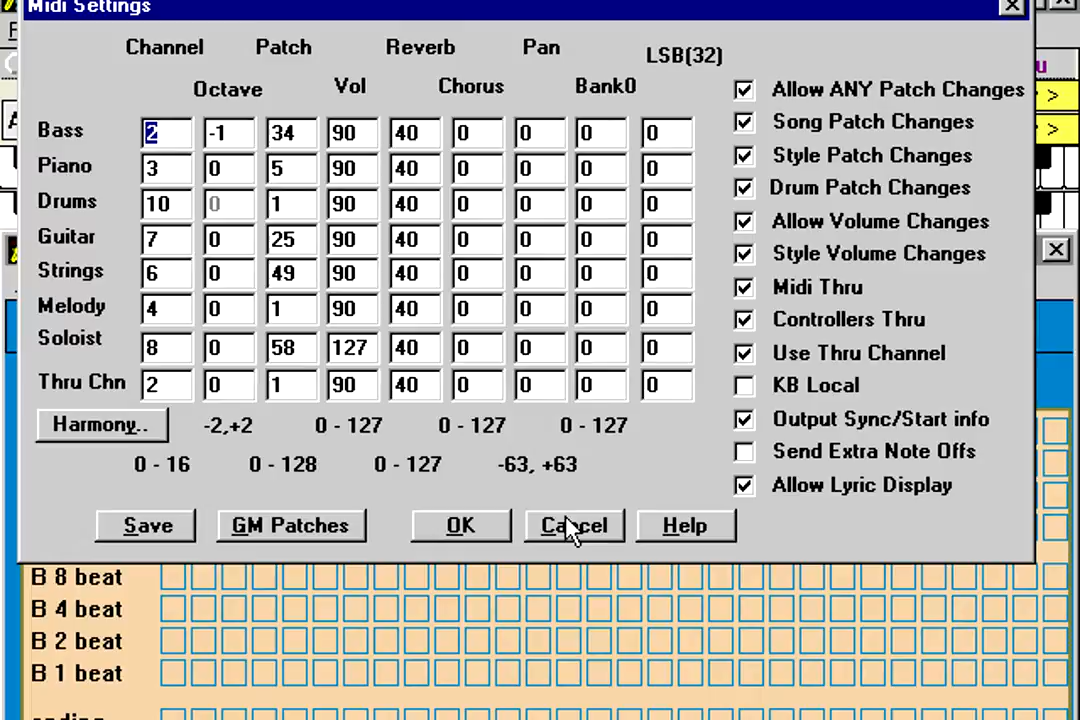 Midi Settings
Channel Patch Reverb Pan LSB(32)
Octave Vol Chorus Bank0
Bass 2 -1 34 90 40 0 0 0 0
Piano 3 0 5 90 40 0 0 0 0
Drums 10 0 1 90 40 0 0 0 0
Guitar 7 0 25 90 40 0 0 0 0
Strings 6 0 49 90 40 0 0 0 0
Melody 4 0 1 90 40 0 0 0 0
Soloist 8 0 58 127 40 0 0 0 0
Thru Chn 2 0 1 90 40 0 0 0 0
Harmony.. -2,+2 0 - 127 0 - 127 0 - 127
0 - 16 0 - 128 0 - 127 -63, +63
Allow ANY Patch Changes
Song Patch Changes
Style Patch Changes
Drum Patch Changes
Allow Volume Changes
Style Volume Changes
Midi Thru
Controllers Thru
Use Thru Channel
KB Local
Output Sync/Start info
Send Extra Note Offs
Allow Lyric Display
Save GM Patches OK Cancel Help
B 8 beat
B 4 beat
B 2 beat
B 1 beat